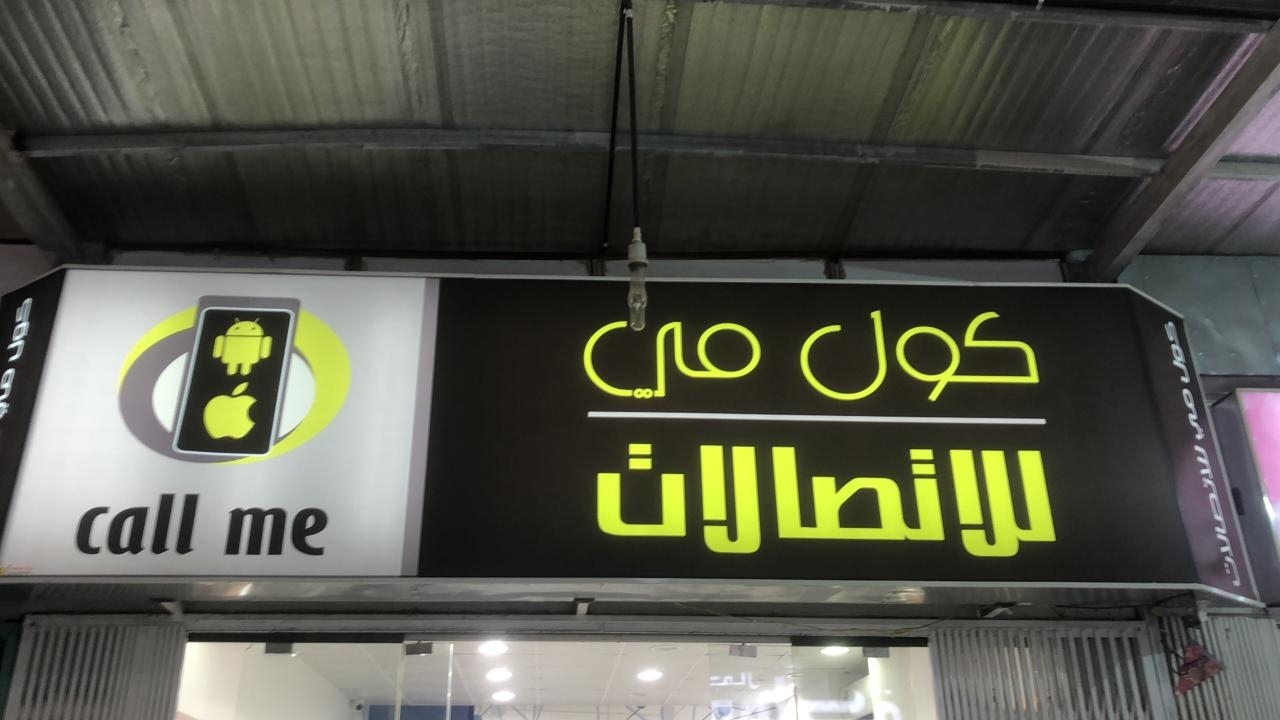 كول مي
للاتصالات
call me